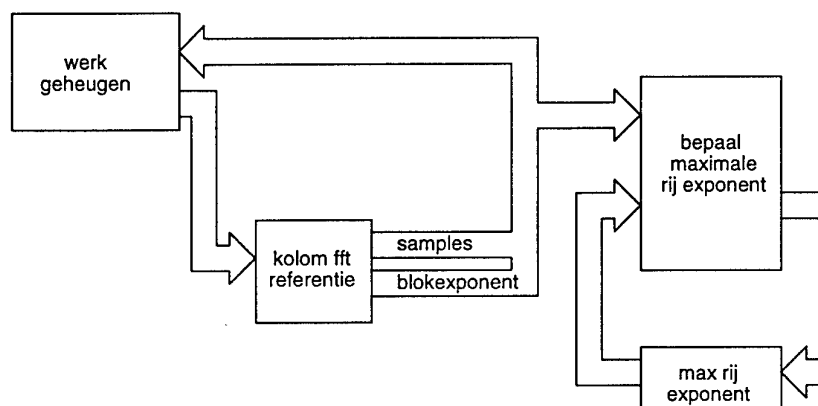 werk
geheugen
bepaal
maximale
rij exponent
samples
kolom fft
referentie
blokexponent
max rij
exponent